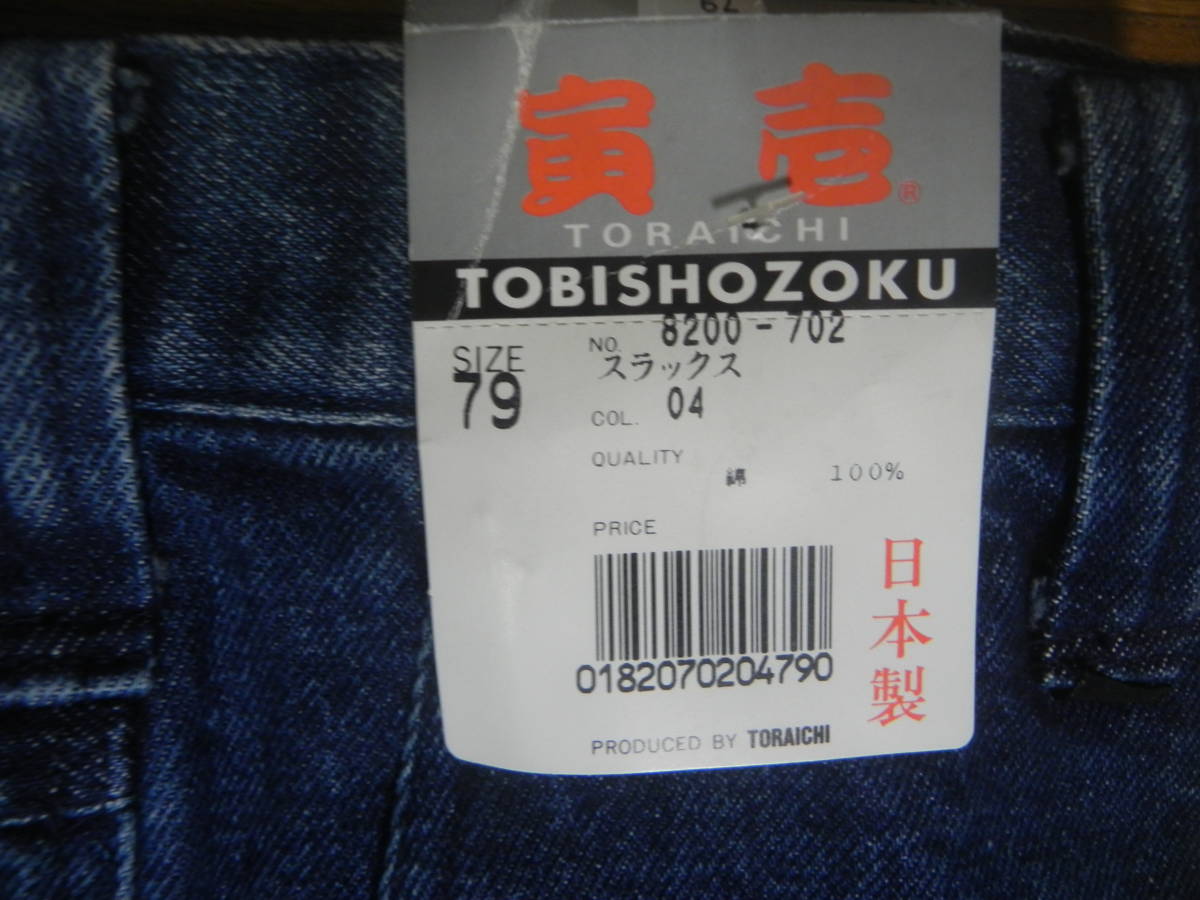 79
寅壱®
TORAICHI
TOBISHOZOKU
SIZE
79
NO. 8200-702
スラックス
COL. 04
QUALITY
綿 100%
PRICE
0182070204790
日本製
PRODUCED BY TORAICHI